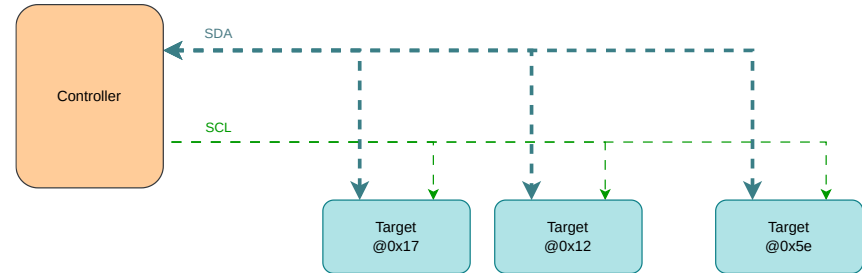 SDA
Controller
SCL
Target
@0x17
Target
@0x12
Target
@0x5e